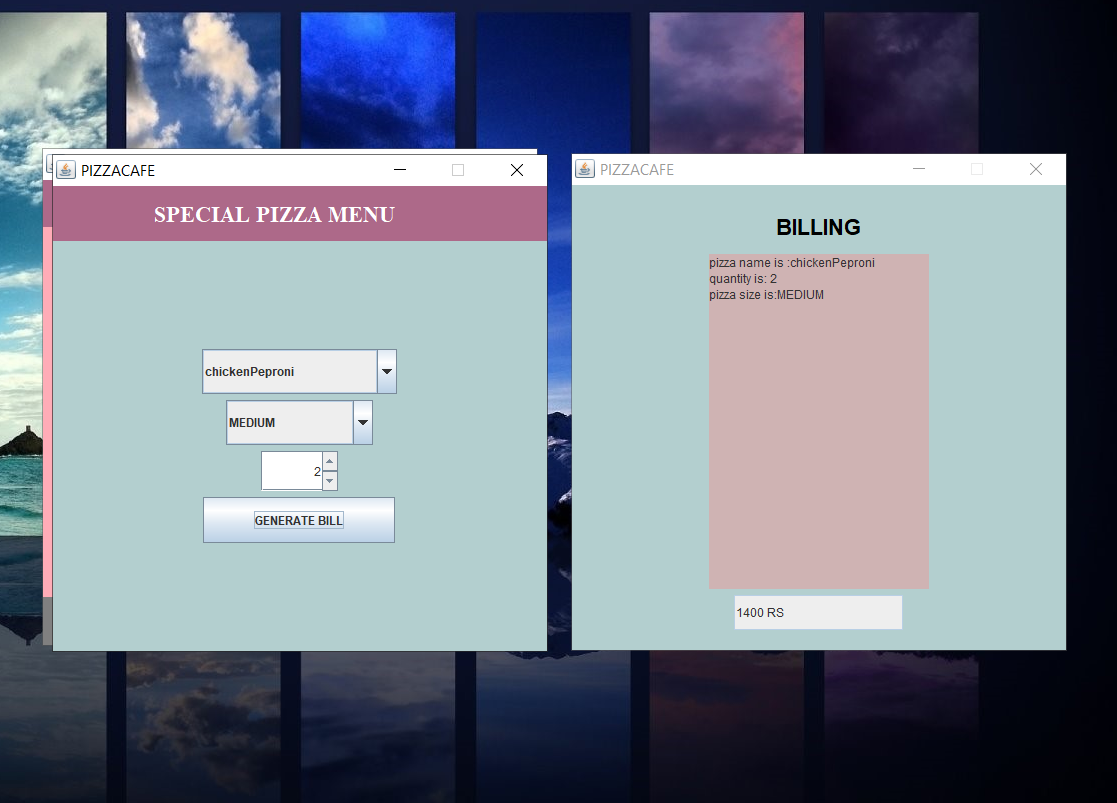 PIZZACAFE
SPECIAL PIZZA MENU
chickenPeproni
MEDIUM
2
GENERATE BILL
PIZZACAFE
BILLING
pizza name is :chickenPeproni
quantity is: 2
pizza size is:MEDIUM
1400 RS